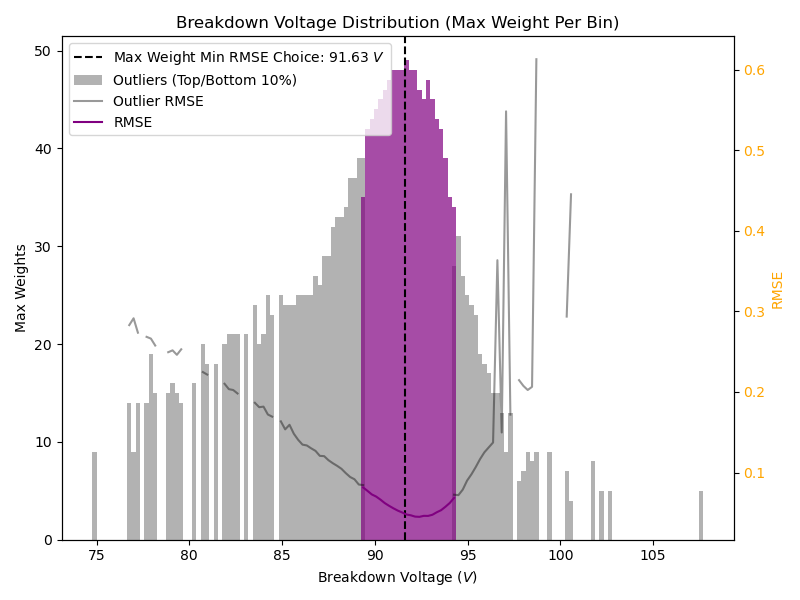 Breakdown Voltage Distribution (Max Weight Per Bin)
Max Weight Min RMSE Choice: 91.63 V
Outliers (Top/Bottom 10%)
Outlier RMSE
RMSE
Max Weights
50
40
30
20
10
0
0.6
0.5
0.4
0.3
0.2
0.1
RMSE
75 80 85 90 95 100 105
Breakdown Voltage (V)